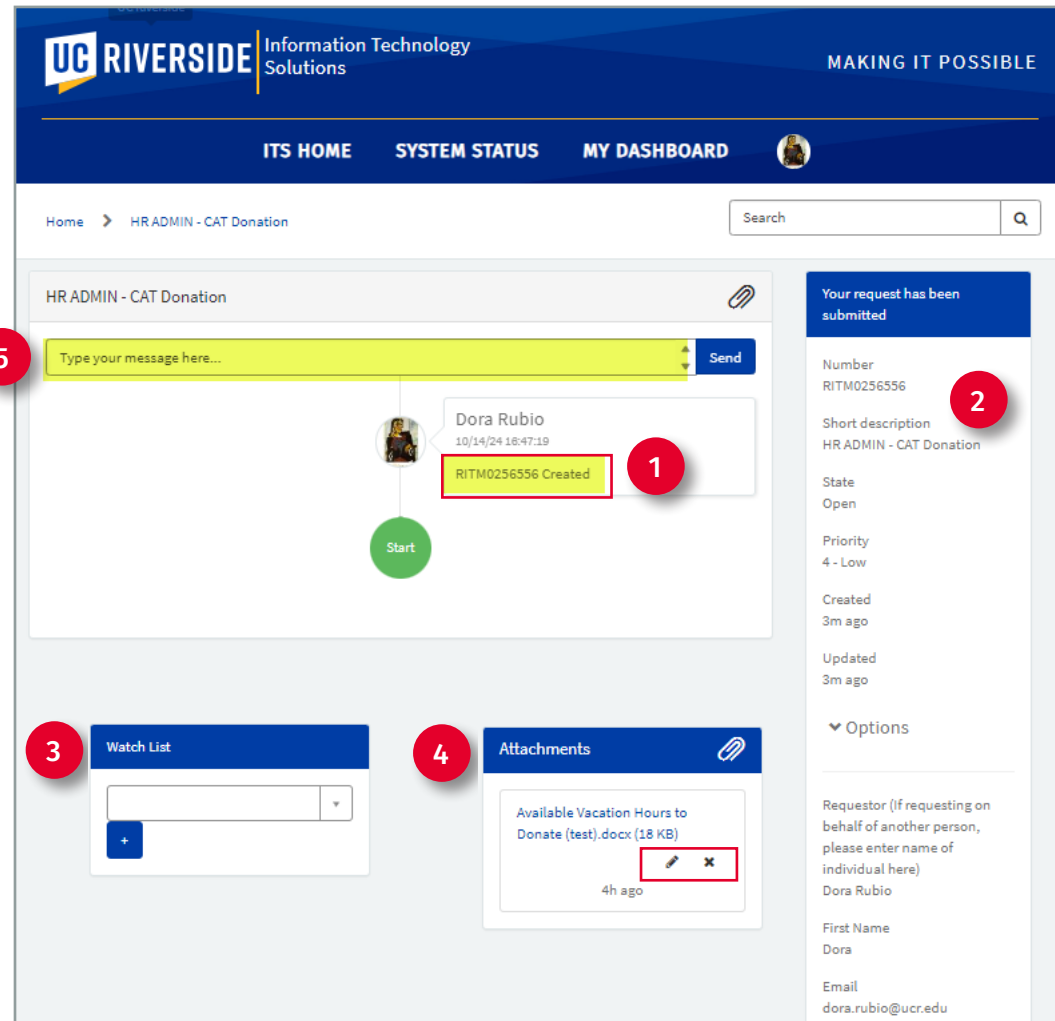 UC Riverside
UC RIVERSIDE
Information Technology
Solutions
MAKING IT POSSIBLE
ITS HOME SYSTEM STATUS MY DASHBOARD
Home HR ADMIN - CAT Donation
Search
HR ADMIN - CAT Donation
5
Type your message here...
Send
Dora Rubio
10/14/24 16:47:19
RITM0256556 Created
1
Start
3
Watch List
+
4
Attachments
Available Vacation Hours to
Donate (test).docx (18 KB)
4h ago
Your request has been
submitted
Number
RITM0256556
2
Short description
HR ADMIN - CAT Donation
State
Open
Priority
4 - Low
Created
3m ago
Updated
3m ago
Options
Requestor (If requesting on
behalf of another person,
please enter name of
individual here)
Dora Rubio
First Name
Dora
Email
dora.rubio@ucr.edu